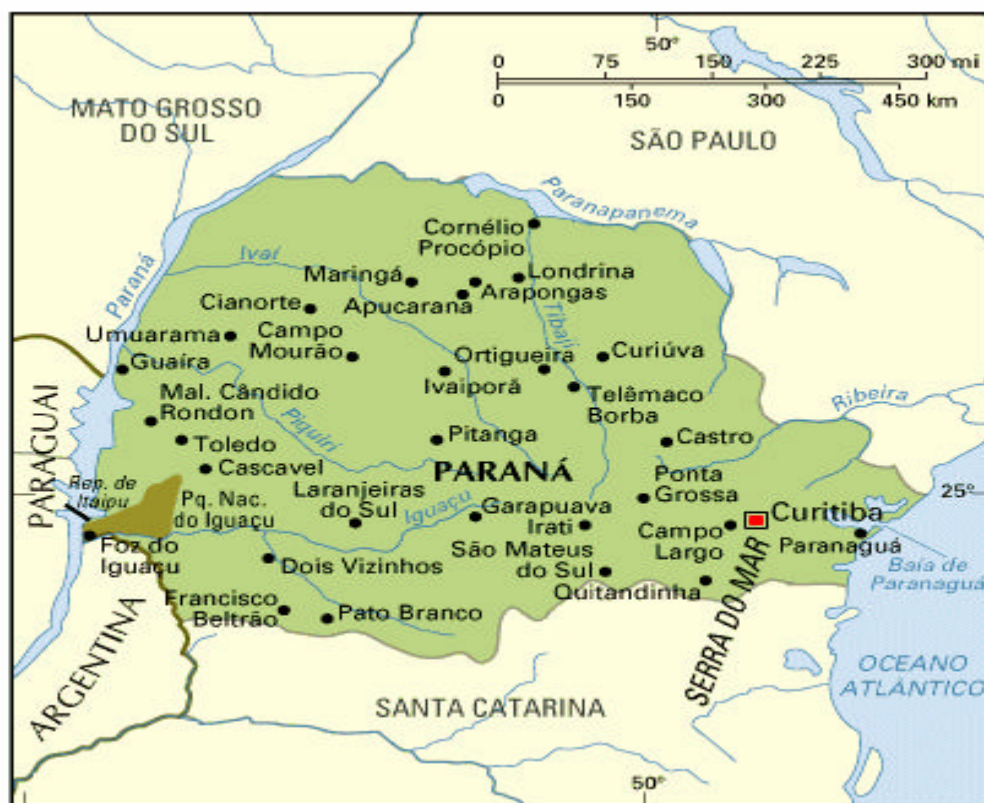 50°
0 75 150 225 300 mi
0 150 300 450 km
MATO GROSSO
DO SUL
SÃO PAULO
Paranapanema
Cornélio
Procópio
Ivaí
Paraná
Maringá
Londrina
Arapongas
Apucarana
Cianorte
Tibaji
Umuarama
Campo
Mourão
Ortigueira
Curiúva
Guaíra
Ivaiporã
Telêmaco
Borba
Mal. Cândido
Rondon
Ribeira
Piquiri
Toledo
Pitanga
Castro
PARAGUAI
Cascavel
PARANÁ
Ponta
Grossa
Rep. de
Itaipu
Pq. Nac.
do Iguaçu
Laranjeiras
do Sul
Iguaçu
Garapuava
25°
Irati
Campo
Largo
Curitiba
Paranaguá
Foz do
Iguaçu
São Mateus
do Sul
Baía de
Paranaguá
Dois Vizinhos
Quitandinha
Francisco
Beltrão
Pato Branco
SERRA DO MAR
ARGENTINA
OCEANO
ATLÁNTICO
SANTA CATARINA
50°